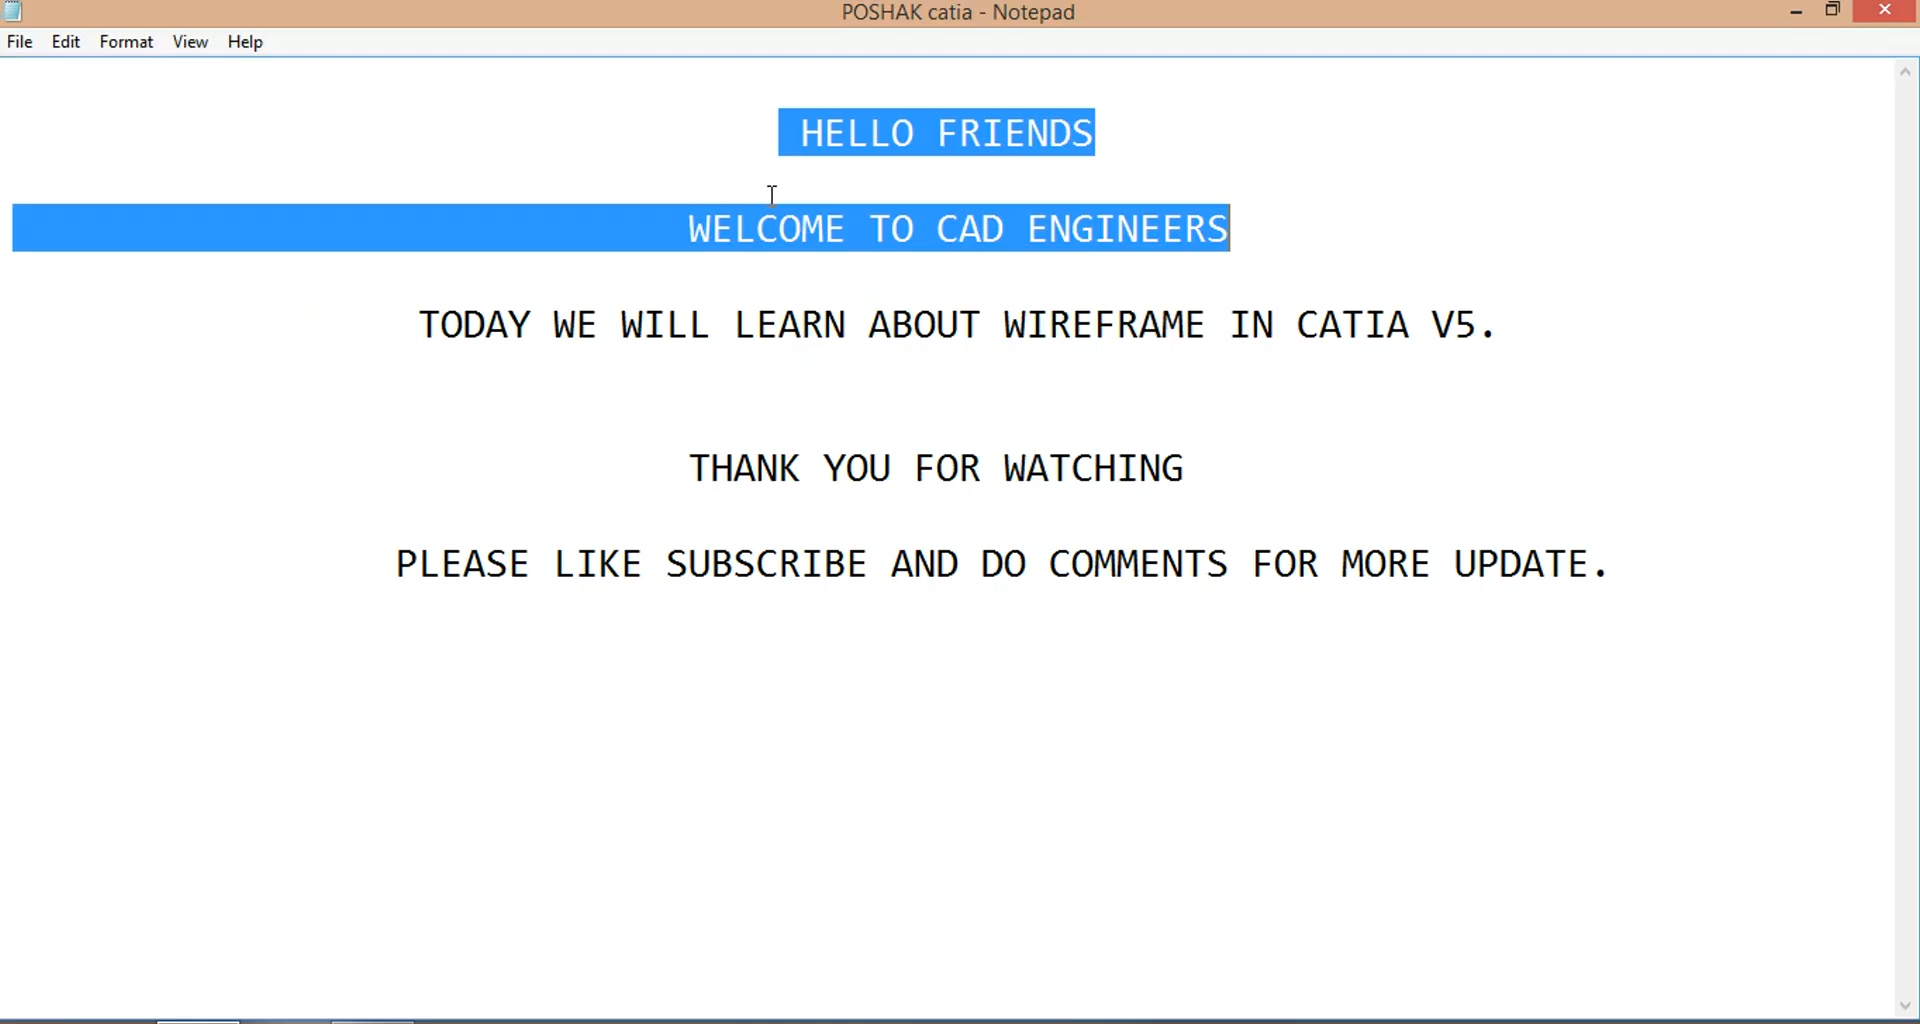 POSHAK catia - Notepad
File Edit Format View Help
HELLO FRIENDS
WELCOME TO CAD ENGINEERS
TODAY WE WILL LEARN ABOUT WIREFRAME IN CATIA V5.
THANK YOU FOR WATCHING
PLEASE LIKE SUBSCRIBE AND DO COMMENTS FOR MORE UPDATE.